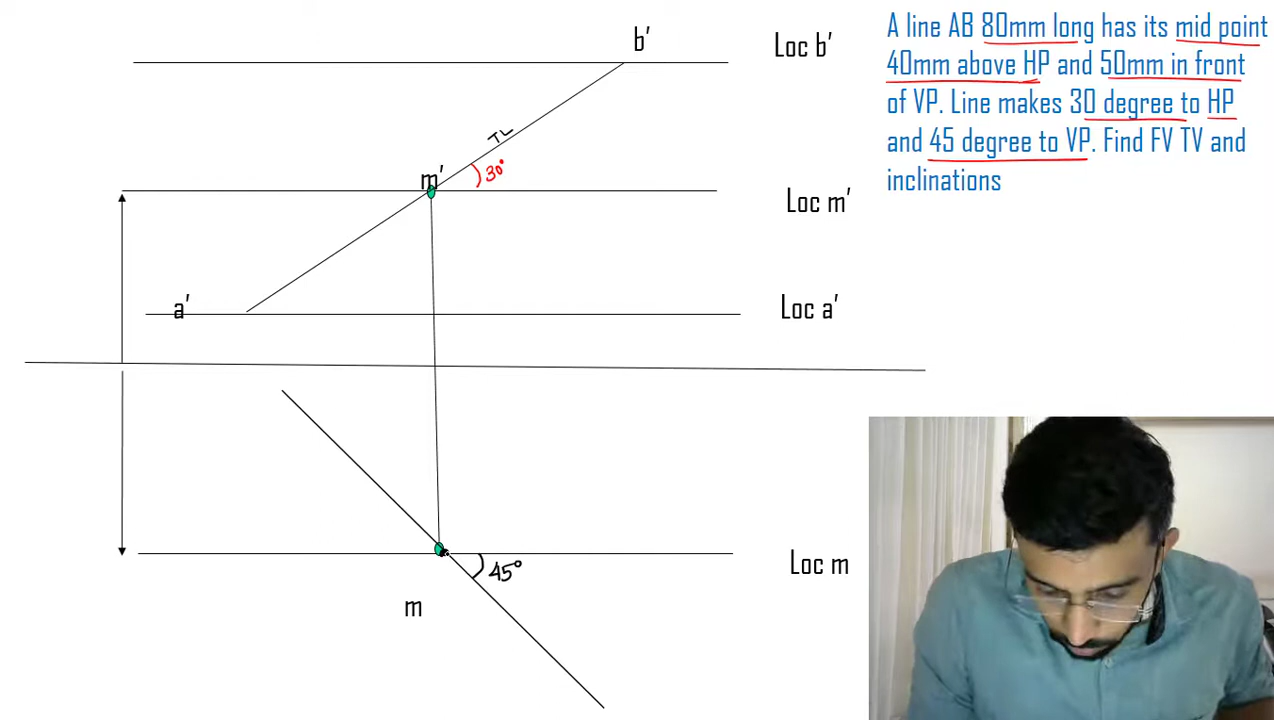 A line AB 80mm long has its mid point
40mm above HP and 50mm in front
of VP. Line makes 30 degree to HP
and 45 degree to VP. Find FV TV and
inclinations
b'
Loc b'
TL
30°
m'
Loc m'
a'
Loc a'
45°
Loc m
m